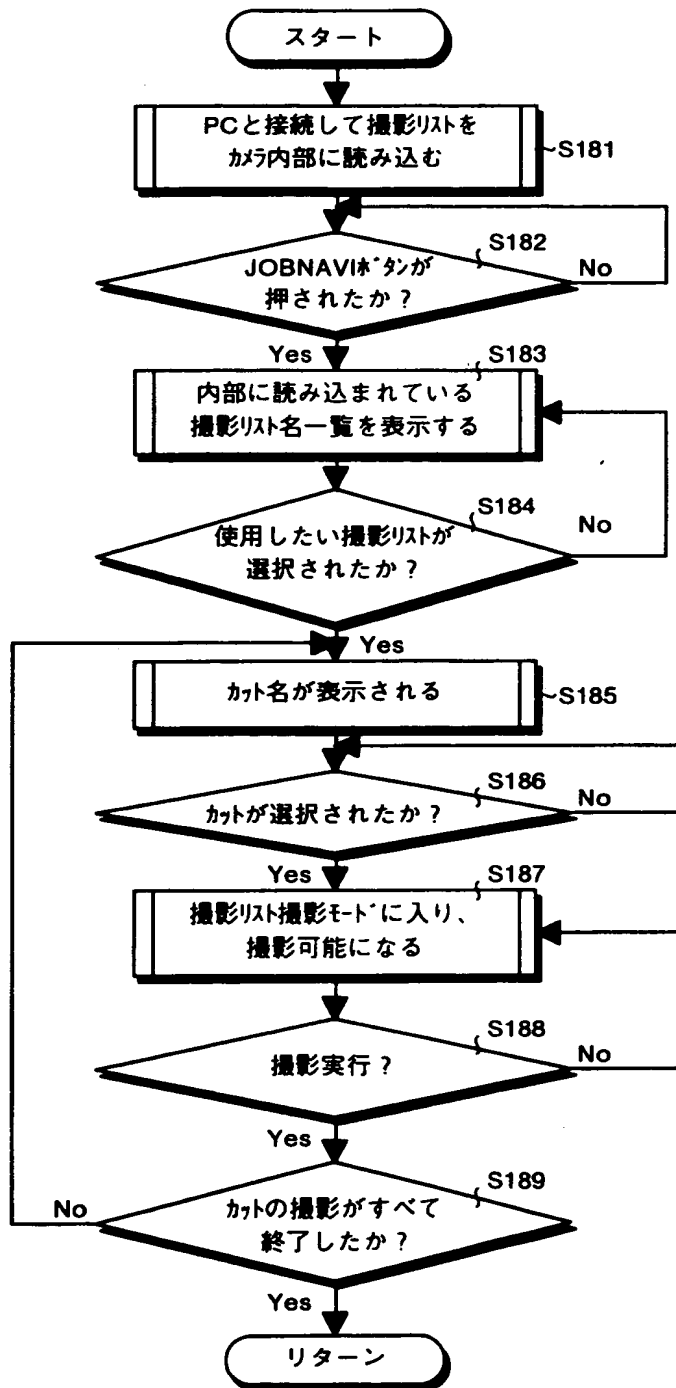 スタート
PCと接続して撮影リストを
カメラ内部に読み込む
S181
S182
JOBNAVIボタンが
押されたか?
No
Yes
S183
内部に読み込まれている
撮影リスト名一覧を表示する
S184
使用したい撮影リストが
選択されたか?
No
Yes
カット名が表示される
S185
S186
カットが選択されたか?
No
Yes
S187
撮影リスト撮影モードに入り、
撮影可能になる
S188
撮影実行?
No
Yes
S189
カットの撮影がすべて
終了したか?
No
Yes
リターン